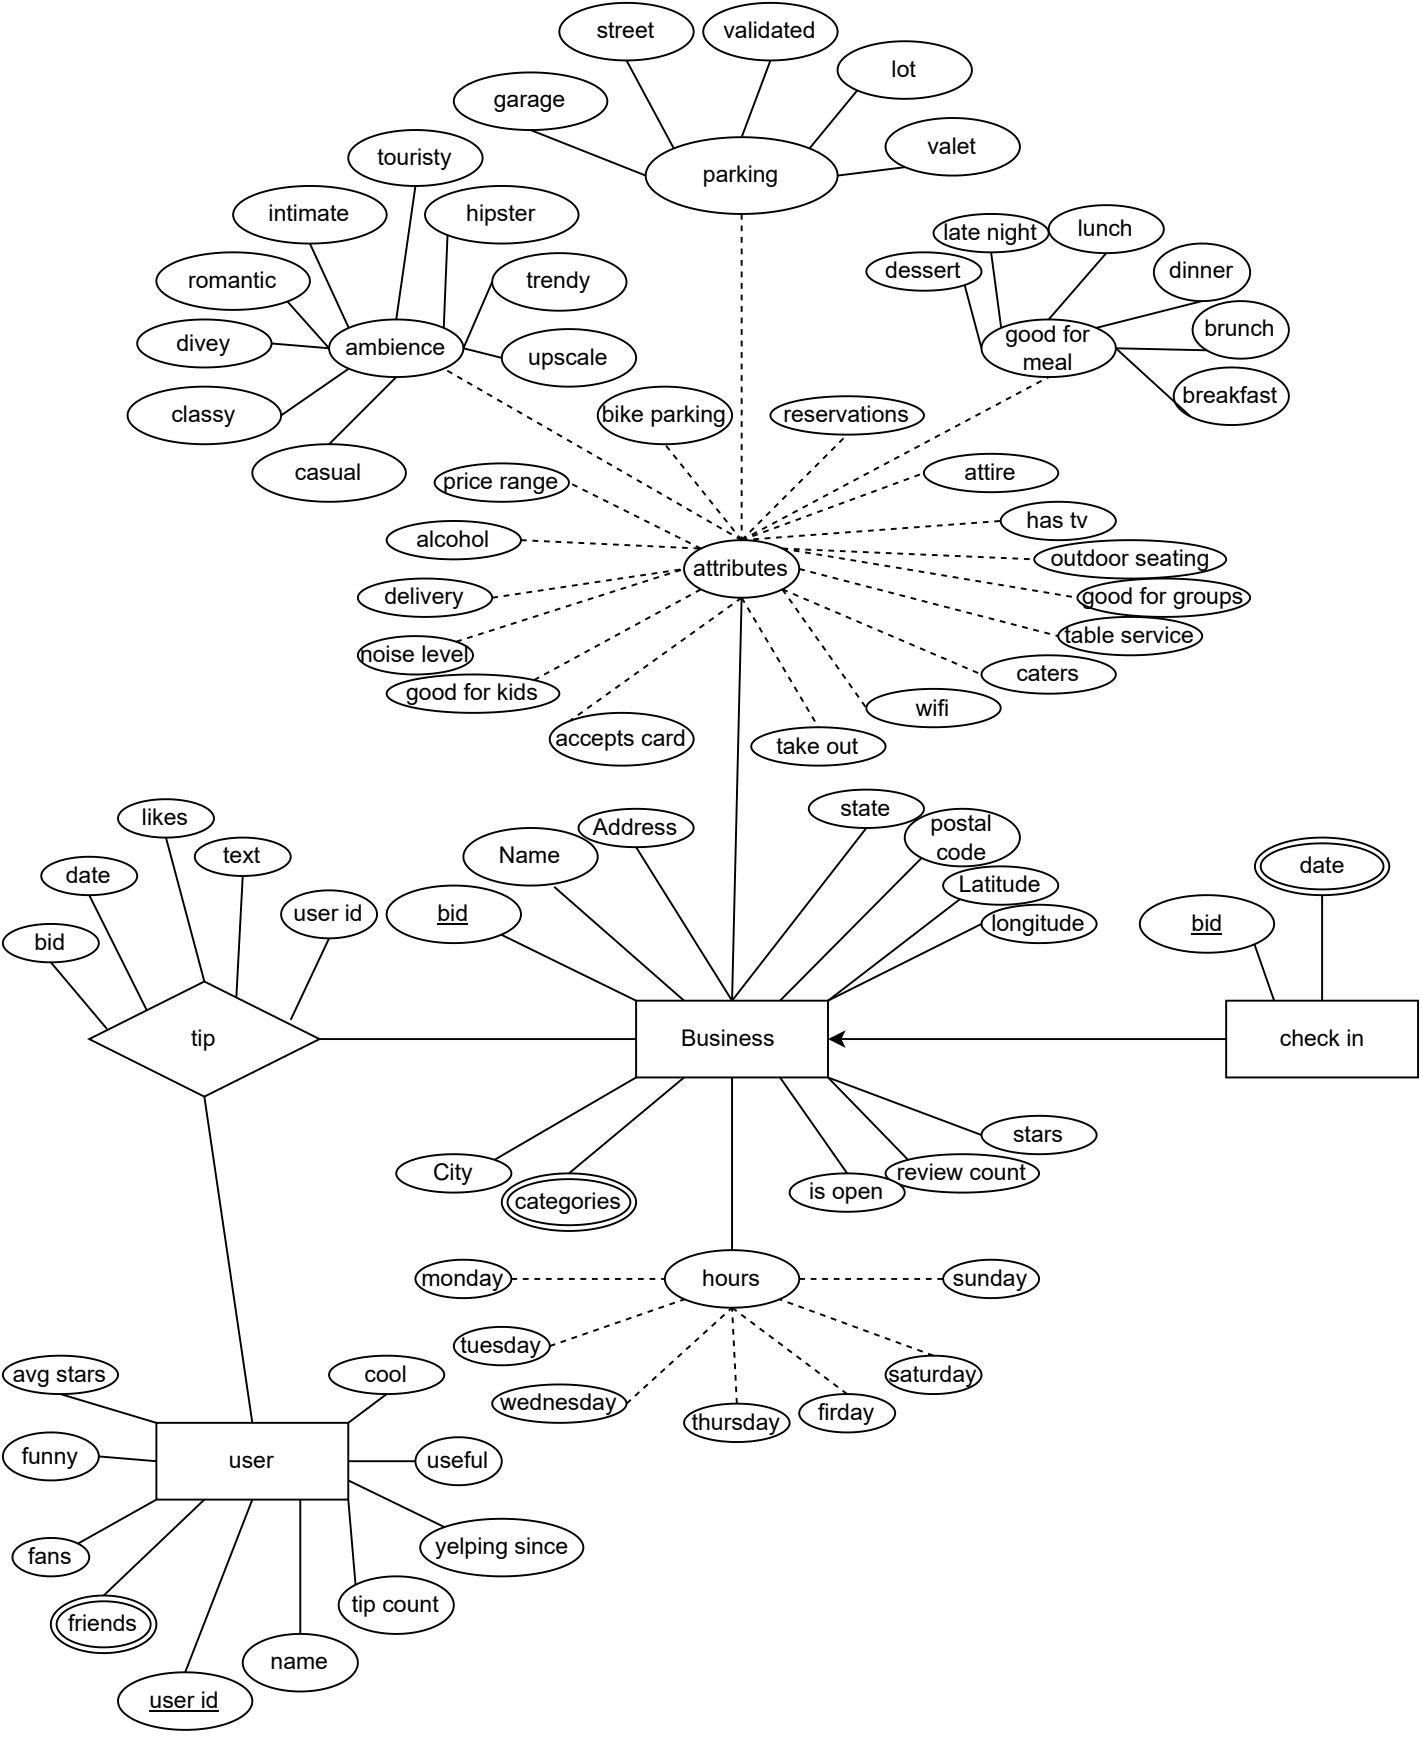 street
validated
lot
garage
valet
touristy
parking
intimate
hipster
late night
lunch
dessert
dinner
romantic
trendy
brunch
divey
ambience
upscale
good for
meal
breakfast
classy
bike parking
reservations
casual
price range
attire
alcohol
has tv
outdoor seating
attributes
delivery
good for groups
table service
noise level
caters
good for kids
wifi
accepts card
take out
likes
state
postal
code
Address
text
Name
date
date
Latitude
user id
bid
longitude
bid
bid
tip
Business
check in
stars
City
review count
categories
is open
monday
hours
sunday
tuesday
saturday
wednesday
firday
thursday
avg stars
cool
funny
user
useful
fans
yelping since
friends
tip count
name
user id